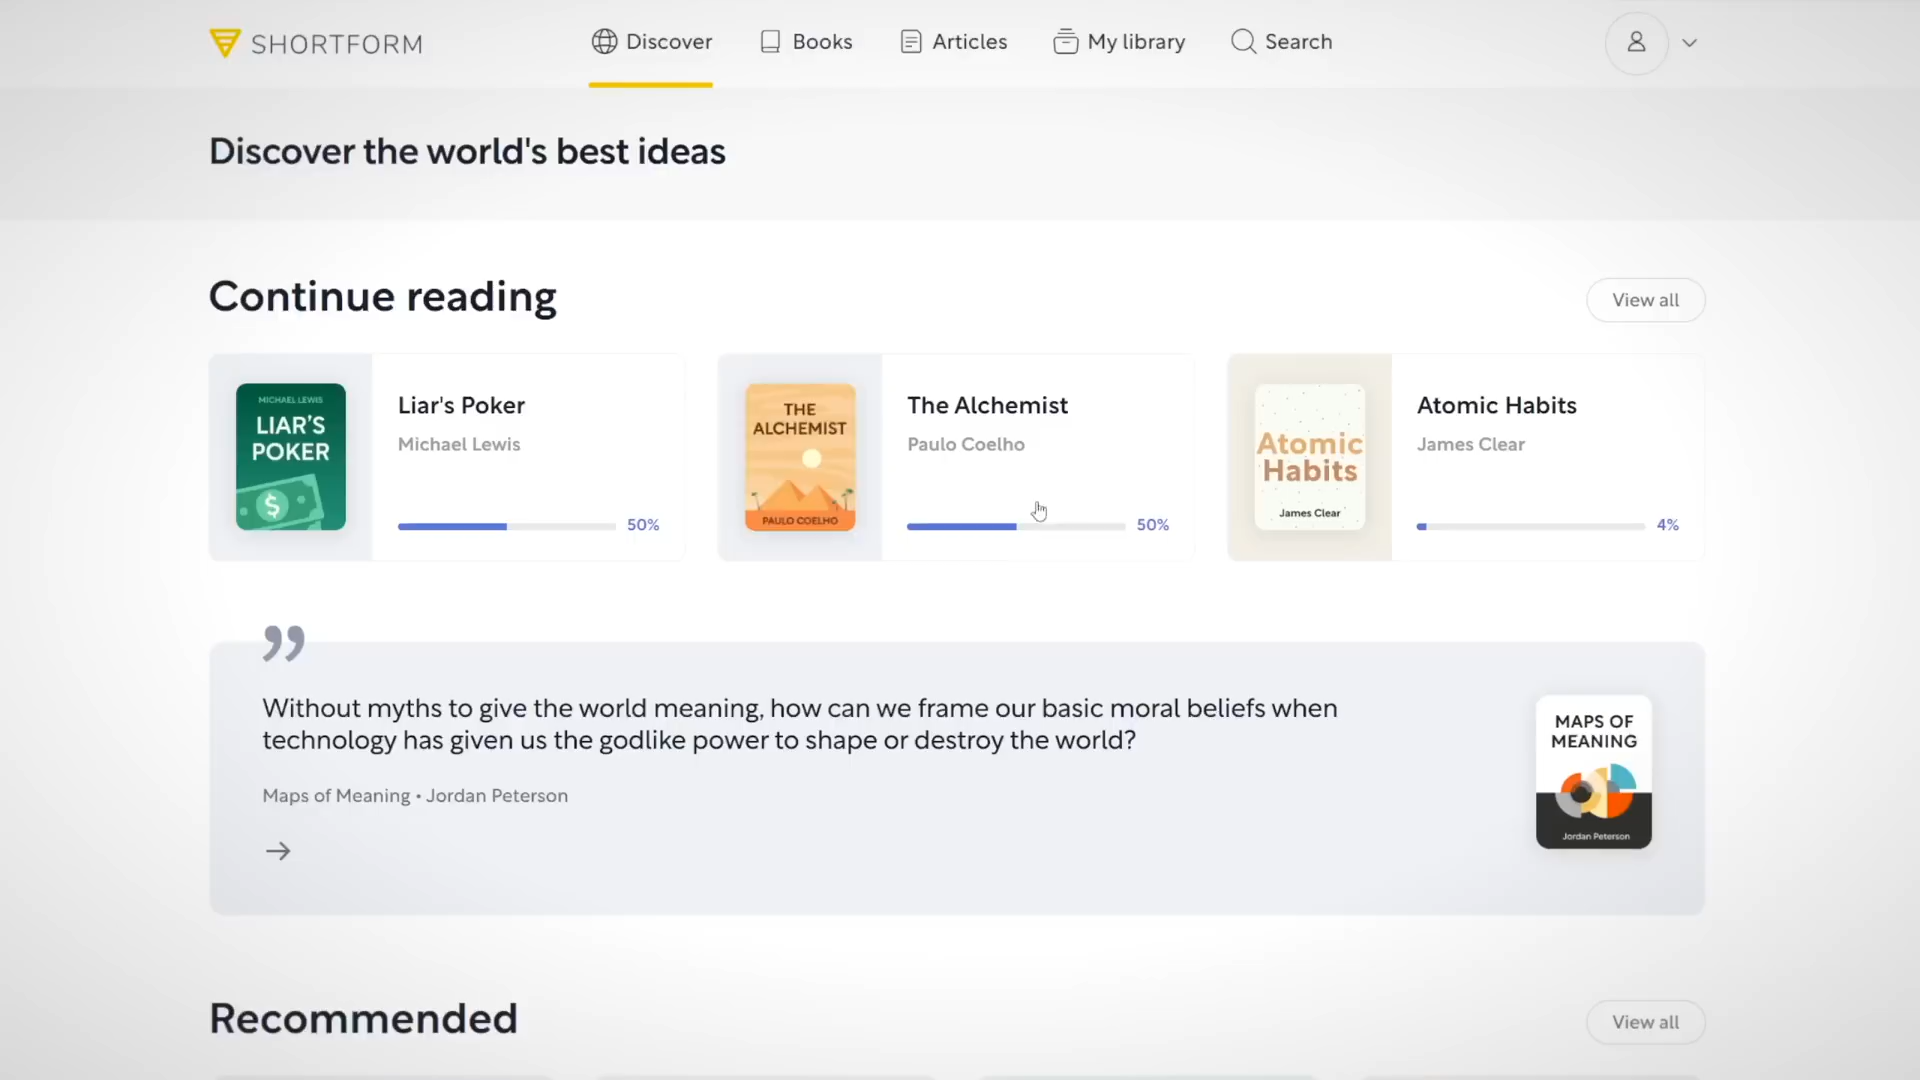 SHORTFORM
Discover
Books
Articles
My library
Search
Discover the world's best ideas
Continue reading
View all
MICHAEL LEWIS
LIAR'S
POKER
$
Liar's Poker
Michael Lewis
50%
THE
ALCHEMIST
PAULO COELHO
The Alchemist
Paulo Coelho
50%
Atomic
Habits
James Clear
Atomic Habits
James Clear
4%
”
Without myths to give the world meaning, how can we frame our basic moral beliefs when
technology has given us the godlike power to shape or destroy the world?
Maps of Meaning • Jordan Peterson
MAPS OF
MEANING
Jordan Peterson
Recommended
View all